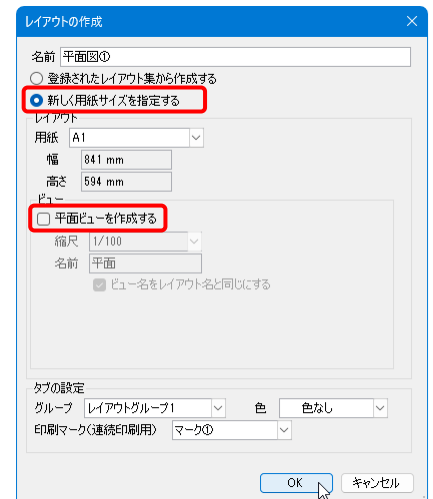 レイアウトの作成
名前 平面図①
登録されたレイアウト集から作成する
新しく用紙サイズを指定する
レイアウト
用紙 A1
幅 841 mm
高さ 594 mm
ビュー
平面ビューを作成する
縮尺 1/100
名前 平面
ビュー名をレイアウト名と同じにする
タブの設定
グループ レイアウトグループ1 色 色なし
印刷マーク(連続印刷用) マーク①
OK キャンセル